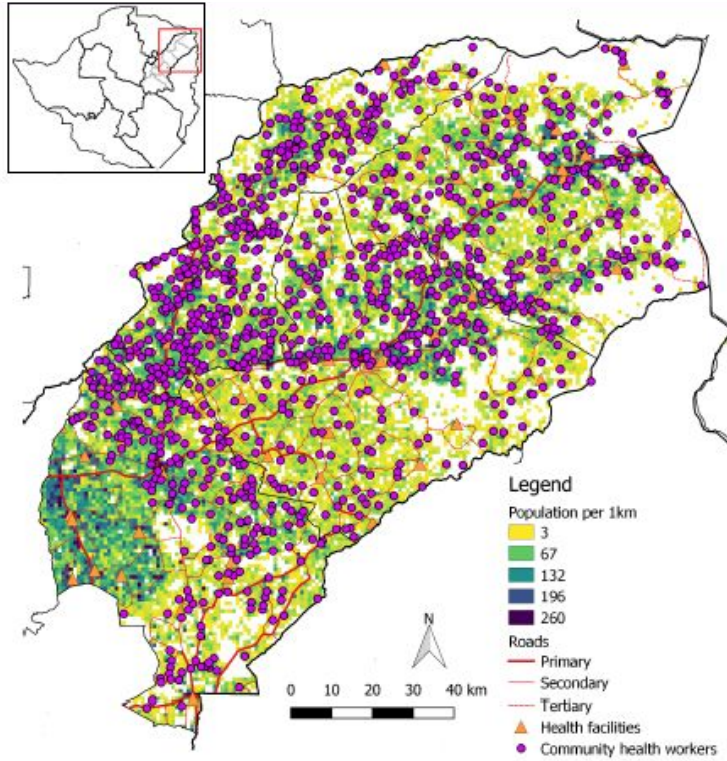 Legend
Population per 1km
3
67
132
196
260
Roads
Primary
Secondary
Tertiary
Health facilities
Community health workers
N
0 10 20 30 40 km